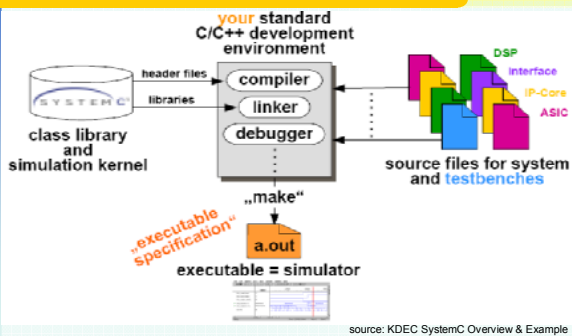 your standard
C/C++ development
environment
header files
libraries
SYSTEMC
class library
and
simulation kernel
compiler
linker
debugger
DSP
Interface
IP-Core
ASIC
source files for system
and testbenches
„make“
„executable
specification“
a.out
executable = simulator
source: KDEC SystemC Overview & Example